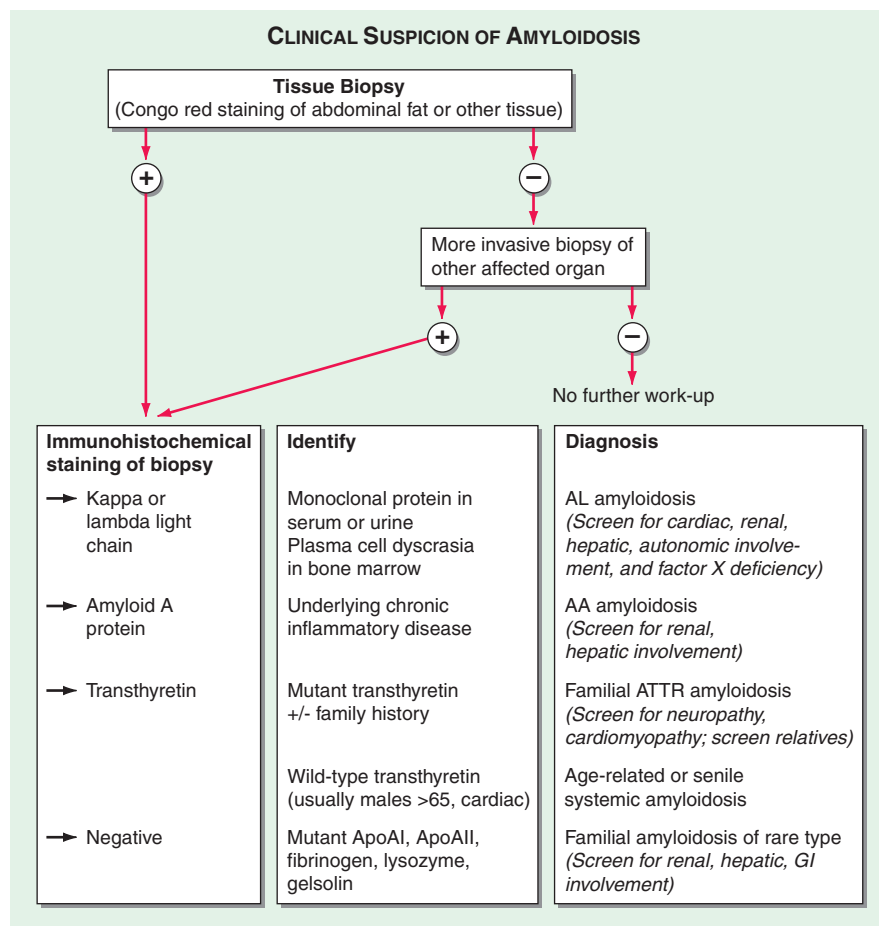 CLINICAL SUSPICION OF AMYLOIDOSIS
Tissue Biopsy
(Congo red staining of abdominal fat or other tissue)
+
−
More invasive biopsy of
other affected organ
+
−
No further work-up
Immunohistochemical
staining of biopsy
Kappa or
lambda light
chain
Amyloid A
protein
Transthyretin
Negative
Identify
Monoclonal protein in
serum or urine
Plasma cell dyscrasia
in bone marrow
Underlying chronic
inflammatory disease
Mutant transthyretin
+/- family history
Wild-type transthyretin
(usually males >65, cardiac)
Mutant ApoAI, ApoAII,
fibrinogen, lysozyme,
gelsolin
Diagnosis
AL amyloidosis
(Screen for cardiac, renal,
hepatic, autonomic involve-
ment, and factor X deficiency)
AA amyloidosis
(Screen for renal,
hepatic involvement)
Familial ATTR amyloidosis
(Screen for neuropathy,
cardiomyopathy; screen relatives)
Age-related or senile
systemic amyloidosis
Familial amyloidosis of rare type
(Screen for renal, hepatic, GI
involvement)